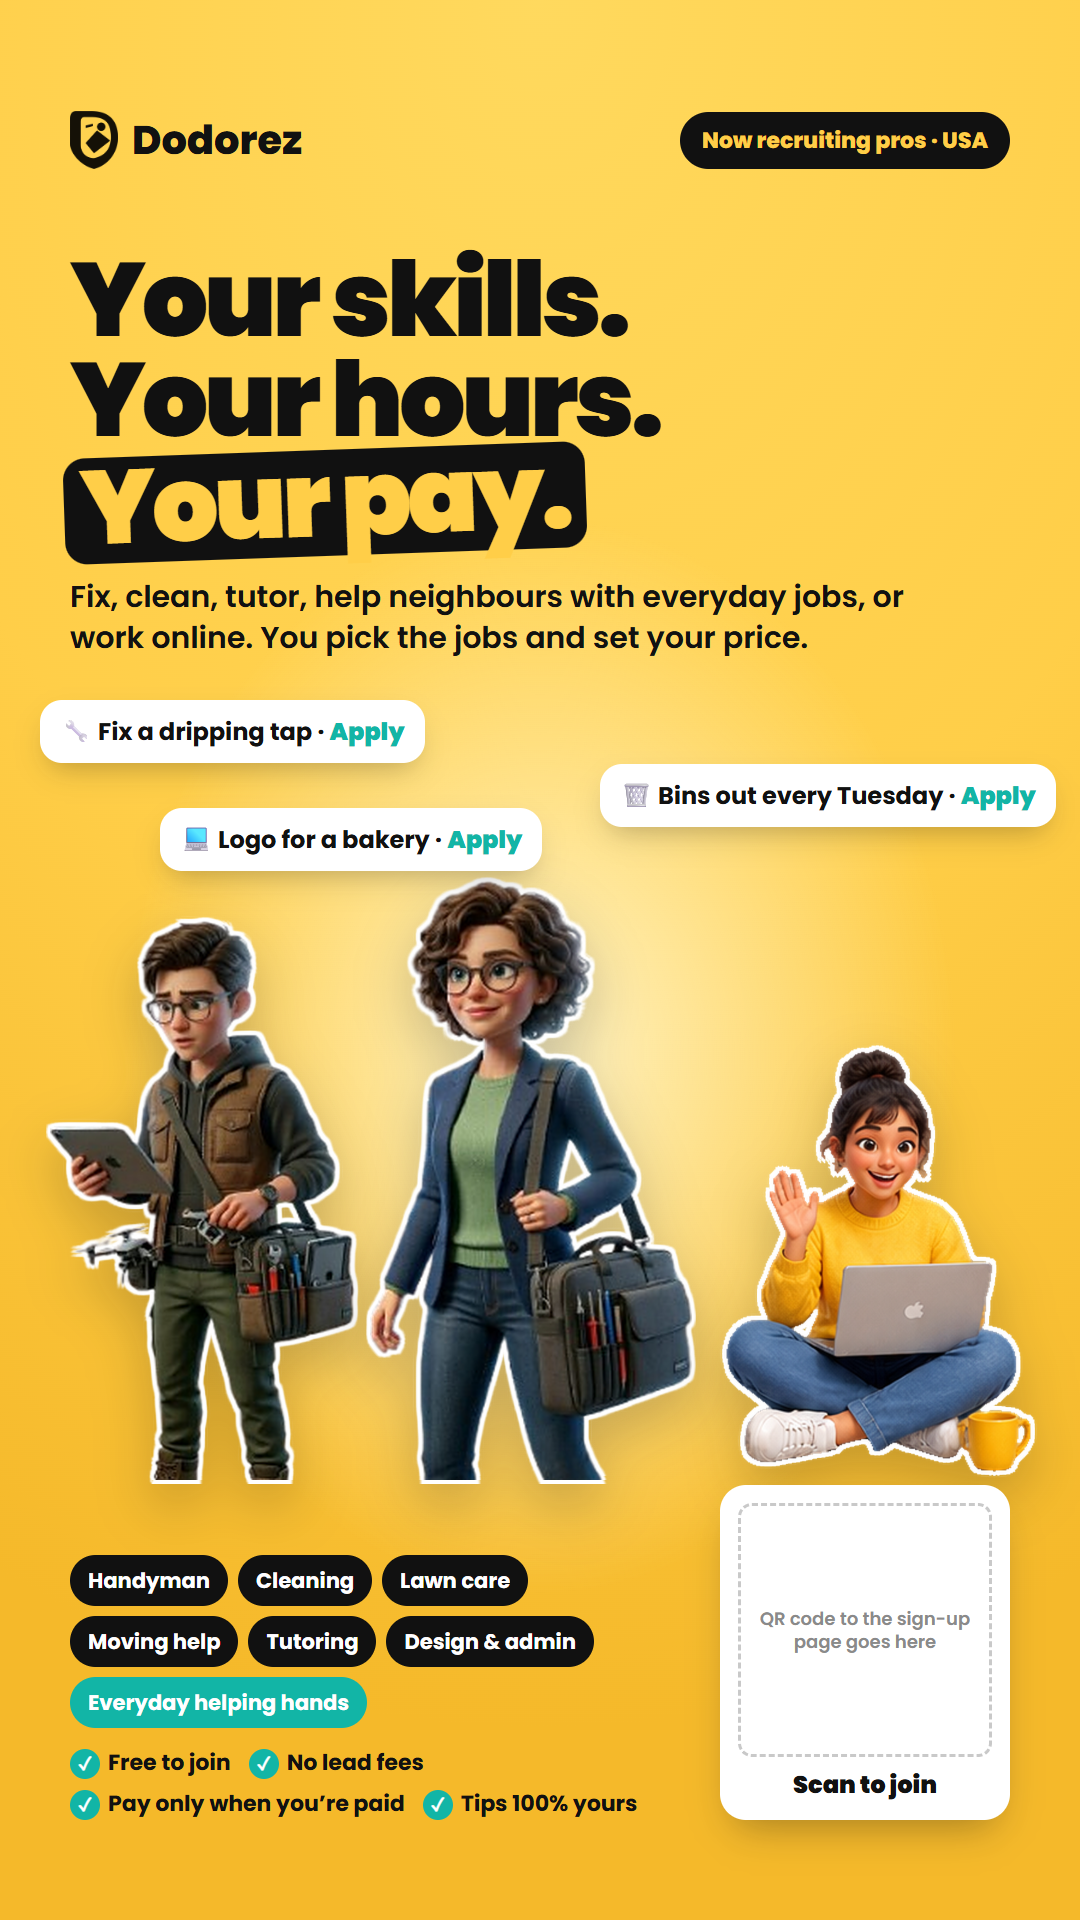 Dodorez
Now recruiting pros · USA
Your skills.
Your hours.
Your pay.
Fix, clean, tutor, help neighbours with everyday jobs, or
work online. You pick the jobs and set your price.
Fix a dripping tap · Apply
Bins out every Tuesday · Apply
Logo for a bakery · Apply
Handyman
Cleaning
Lawn care
Moving help
Tutoring
Design & admin
Everyday helping hands
Free to join
No lead fees
Pay only when you’re paid
Tips 100% yours
QR code to the sign-up
page goes here
Scan to join